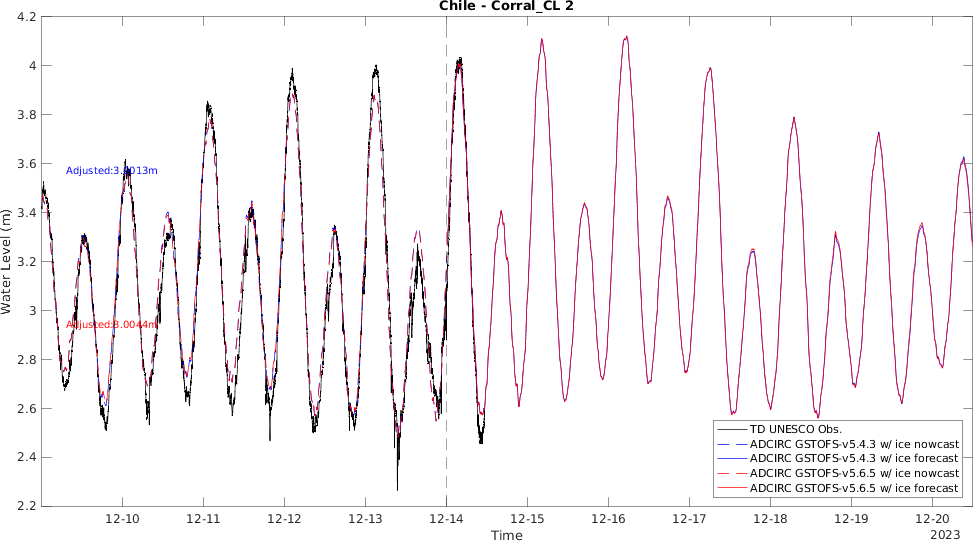 Chile - Corral_CL 2
Water Level (m)
4.2
4
3.8
3.6
3.4
3.2
3
2.8
2.6
2.4
2.2
Adjusted:3.0013m
Adjusted:3.0044m
TD UNESCO Obs.
ADCIRC GSTOFS-v5.4.3 w/ ice nowcast
ADCIRC GSTOFS-v5.4.3 w/ ice forecast
ADCIRC GSTOFS-v5.6.5 w/ ice nowcast
ADCIRC GSTOFS-v5.6.5 w/ ice forecast
12-10 12-11 12-12 12-13 12-14 12-15 12-16 12-17 12-18 12-19 12-20
2023
Time